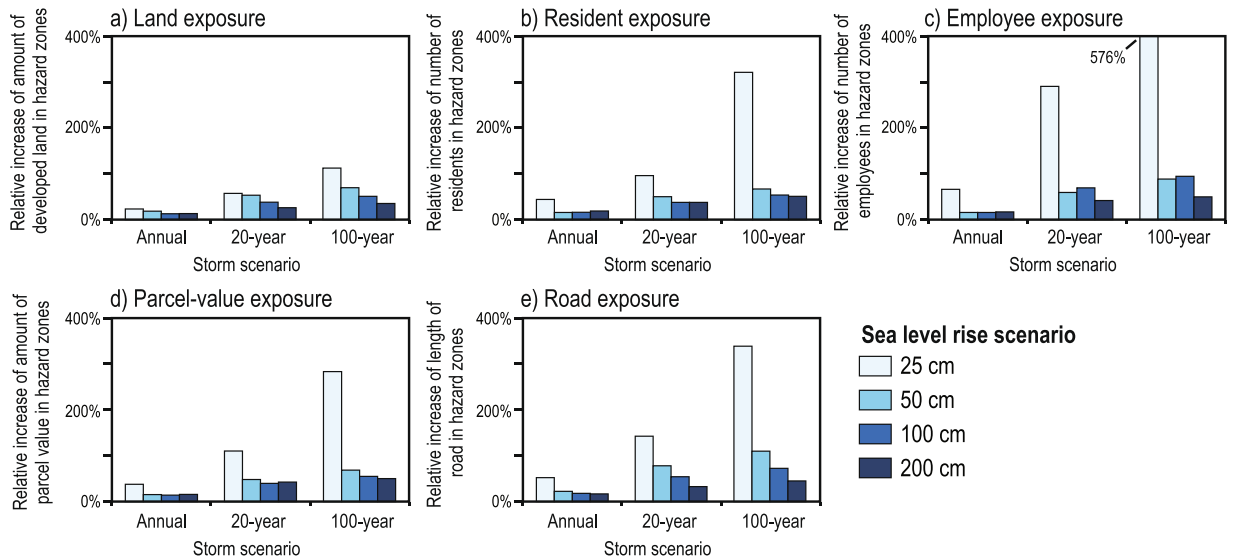 a) Land exposure
Relative increase of amount of
developed land in hazard zones
400%
200%
0%
Annual
20-year
100-year
Storm scenario
b) Resident exposure
Relative increase of number of
residents in hazard zones
400%
200%
0%
Annual
20-year
100-year
Storm scenario
c) Employee exposure
Relative increase of number of
employees in hazard zones
400%
200%
0%
576%
Annual
20-year
100-year
Storm scenario
d) Parcel-value exposure
Relative increase of amount of
parcel value in hazard zones
400%
200%
0%
Annual
20-year
100-year
Storm scenario
e) Road exposure
Relative increase of length of
road in hazard zones
400%
200%
0%
Annual
20-year
100-year
Storm scenario
Sea level rise scenario
25 cm
50 cm
100 cm
200 cm